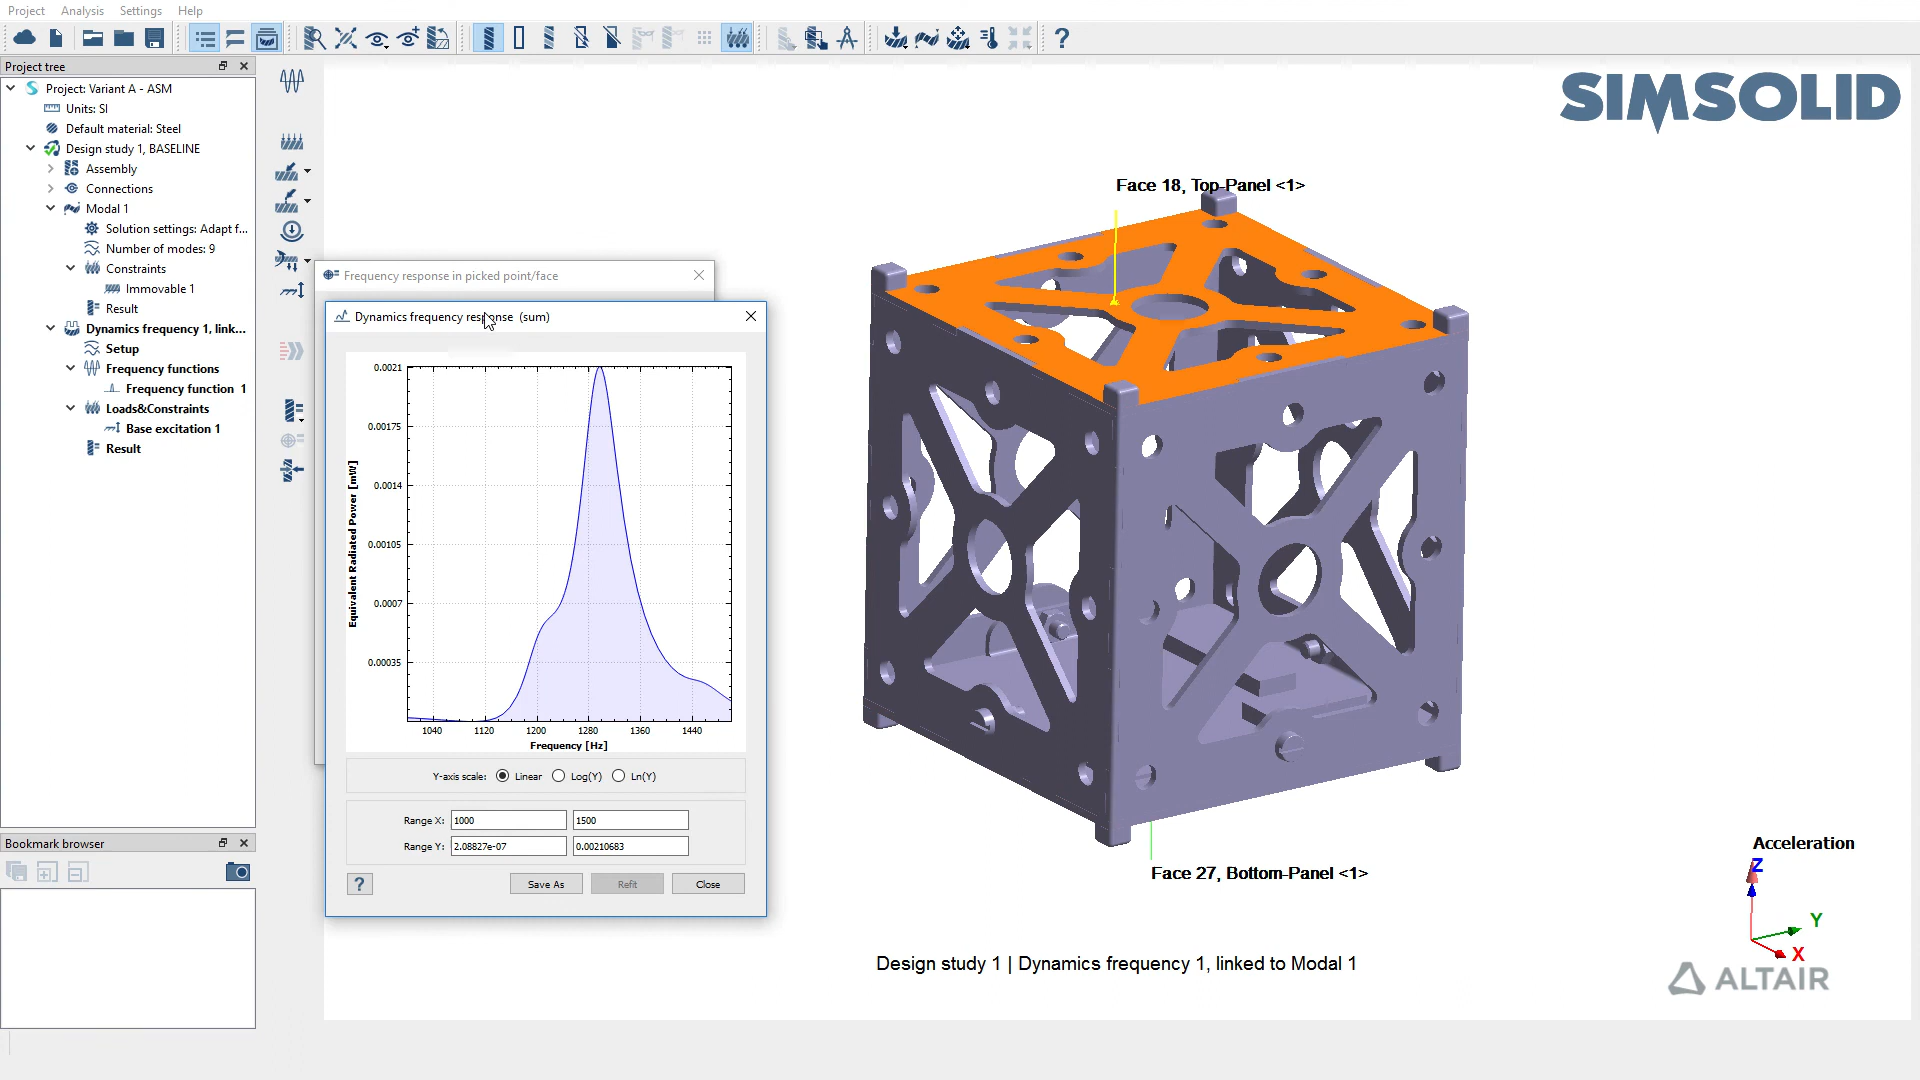 Project Analysis Settings Help
Project tree
Project: Variant A - ASM
Units: SI
Default material: Steel
Design study 1, BASELINE
Assembly
Connections
Modal 1
Solution settings: Adapt f...
Number of modes: 9
Constraints
Immovable 1
Result
Dynamics frequency 1, link...
Setup
Frequency functions
Frequency function 1
Loads&Constraints
Base excitation 1
Result
Bookmark browser
Frequency response in picked point/face
Dynamics frequency response (sum)
0.0021
0.00175
0.0014
0.00105
0.0007
0.00035
Equivalent Radiated Power [mW]
1040 1120 1200 1280 1360 1440
Frequency [Hz]
Y-axis scale: Linear Log(Y) Ln(Y)
Range X: 1000 1500
Range Y: 2.08827e-07 0.00210683
? Save As Refit Close
SIMSOLID
Face 18, Top-Panel <1>
Face 27, Bottom-Panel <1>
Acceleration
Z
Y
X
Design study 1 | Dynamics frequency 1, linked to Modal 1
ALTAIR